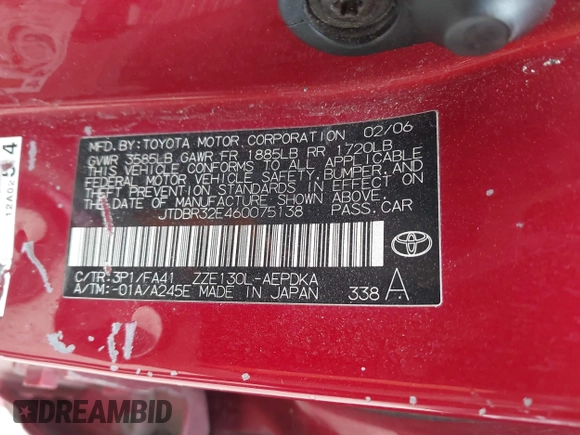 MFD. BY: TOYOTA MOTOR CORPORATION 02/06
GVWR 3585LB GAWR FR 1885LB RR 1720LB
THIS VEHICLE CONFORMS TO ALL APPLICABLE
FEDERAL MOTOR VEHICLE SAFETY, BUMPER, AND
THEFT PREVENTION STANDARDS IN EFFECT ON
THE DATE OF MANUFACTURE SHOWN ABOVE.
JTDBR32E460075138 PASS. CAR
C/TR:3P1/FA41 ZZE130L-AEPDKA
A/TM:-01A/A245E MADE IN JAPAN 338 A
TOYOTA
12A02
DREAMBID